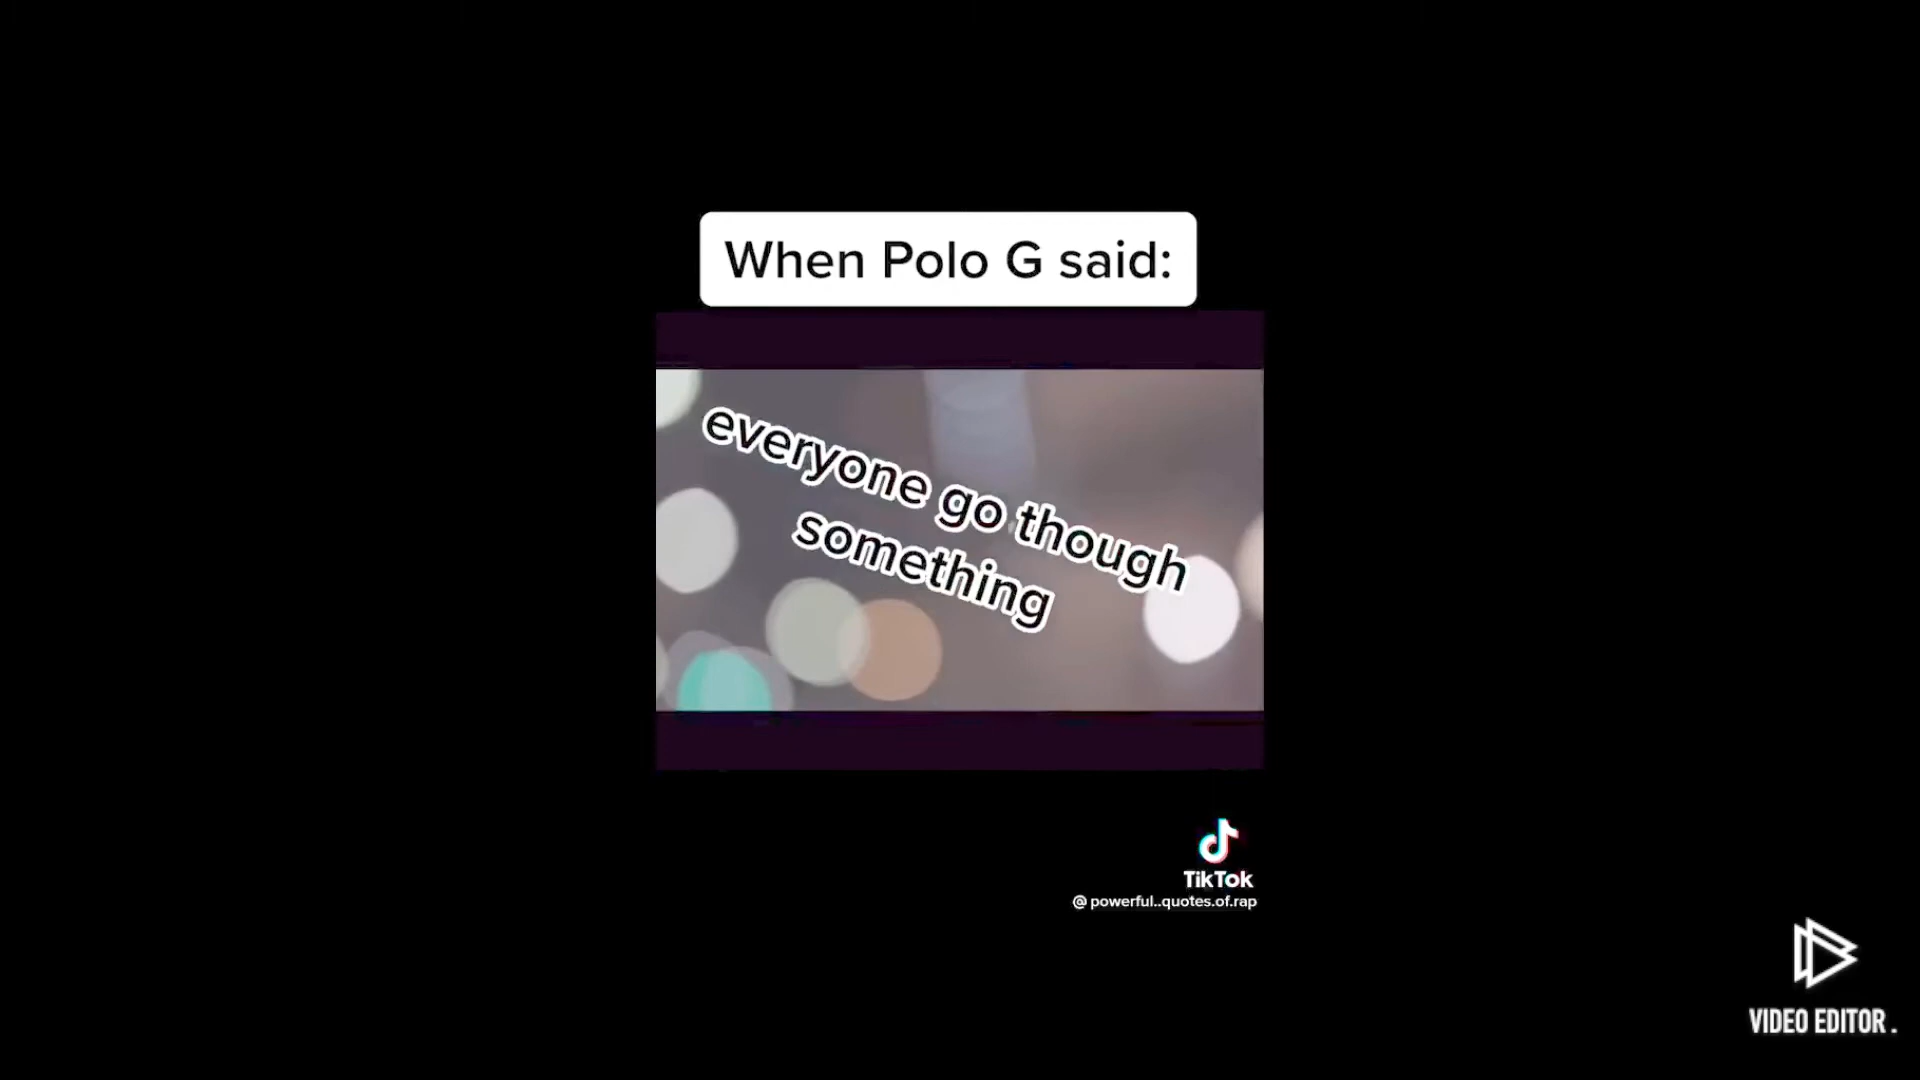 When Polo G said:
everyone go though
something
TikTok
@ powerful..quotes.of.rap
VIDEO EDITOR .